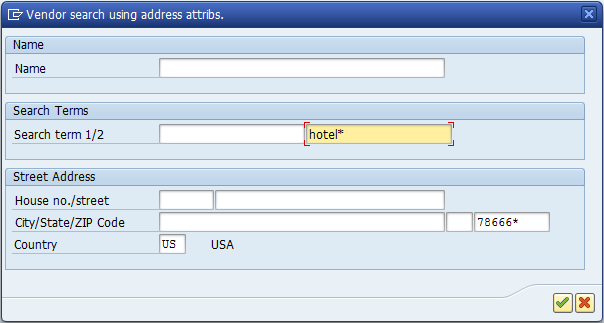 Vendor search using address attribs.
Name
Name
Search Terms
Search term 1/2 hotel*
Street Address
House no./street
City/State/ZIP Code 78666*
Country US USA